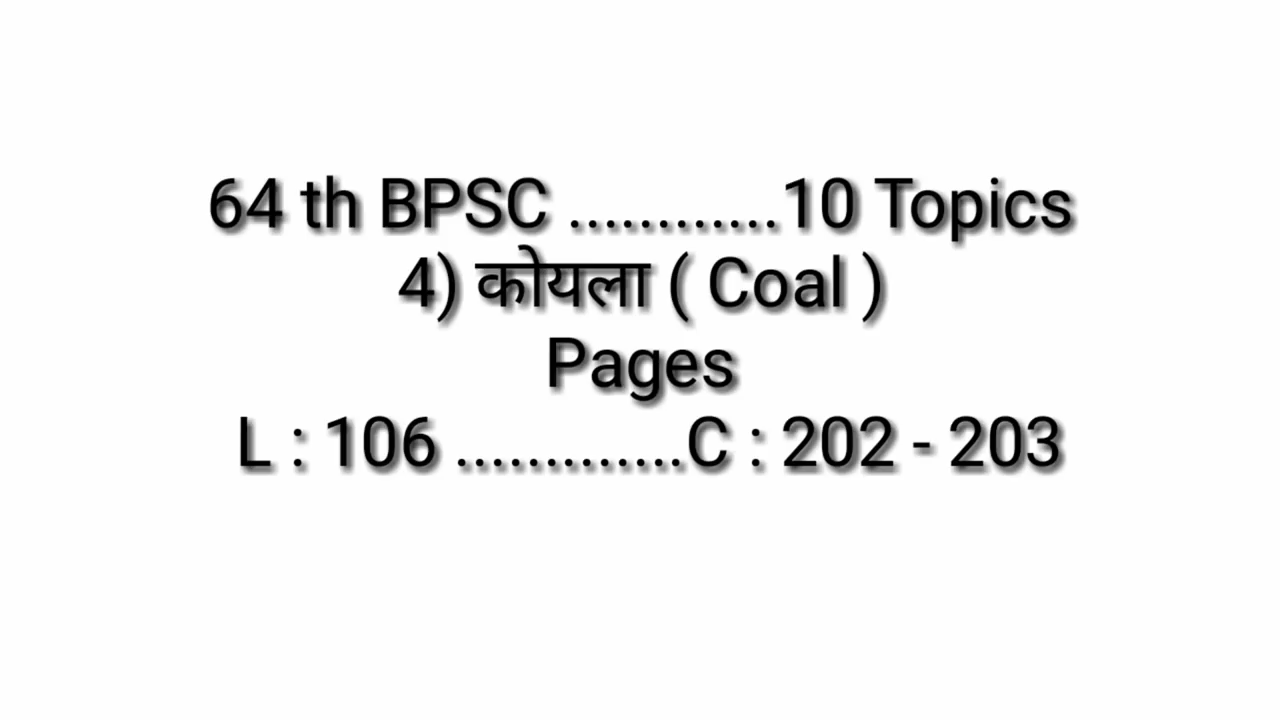 64 th BPSC ............10 Topics
4) कोयला ( Coal )
Pages
L : 106 .............C : 202 - 203